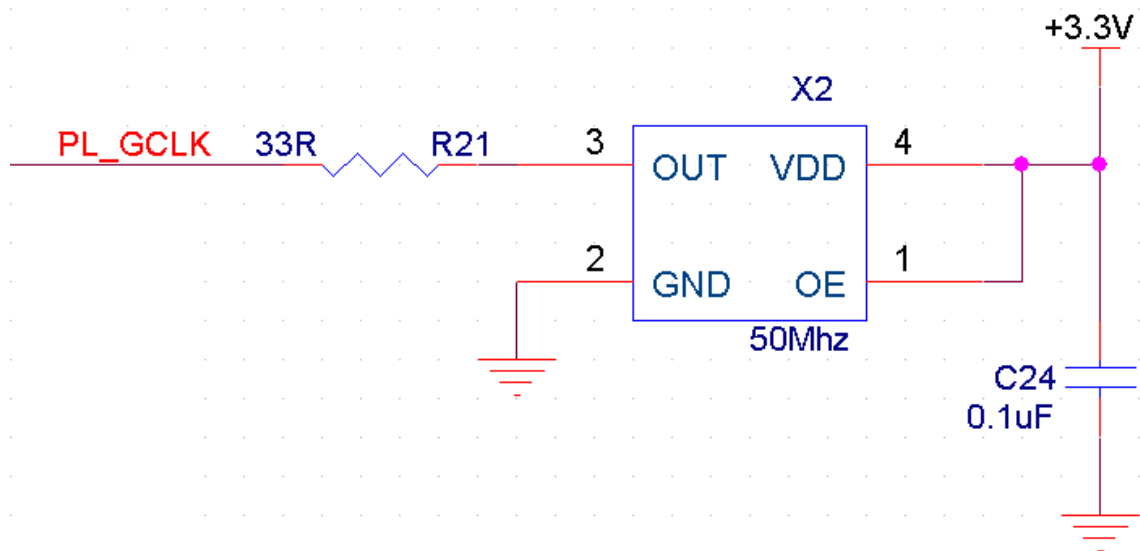 +3.3V
X2
PL_GCLK 33R R21 3 OUT VDD 4
2 GND OE 1
50Mhz
C24
0.1uF